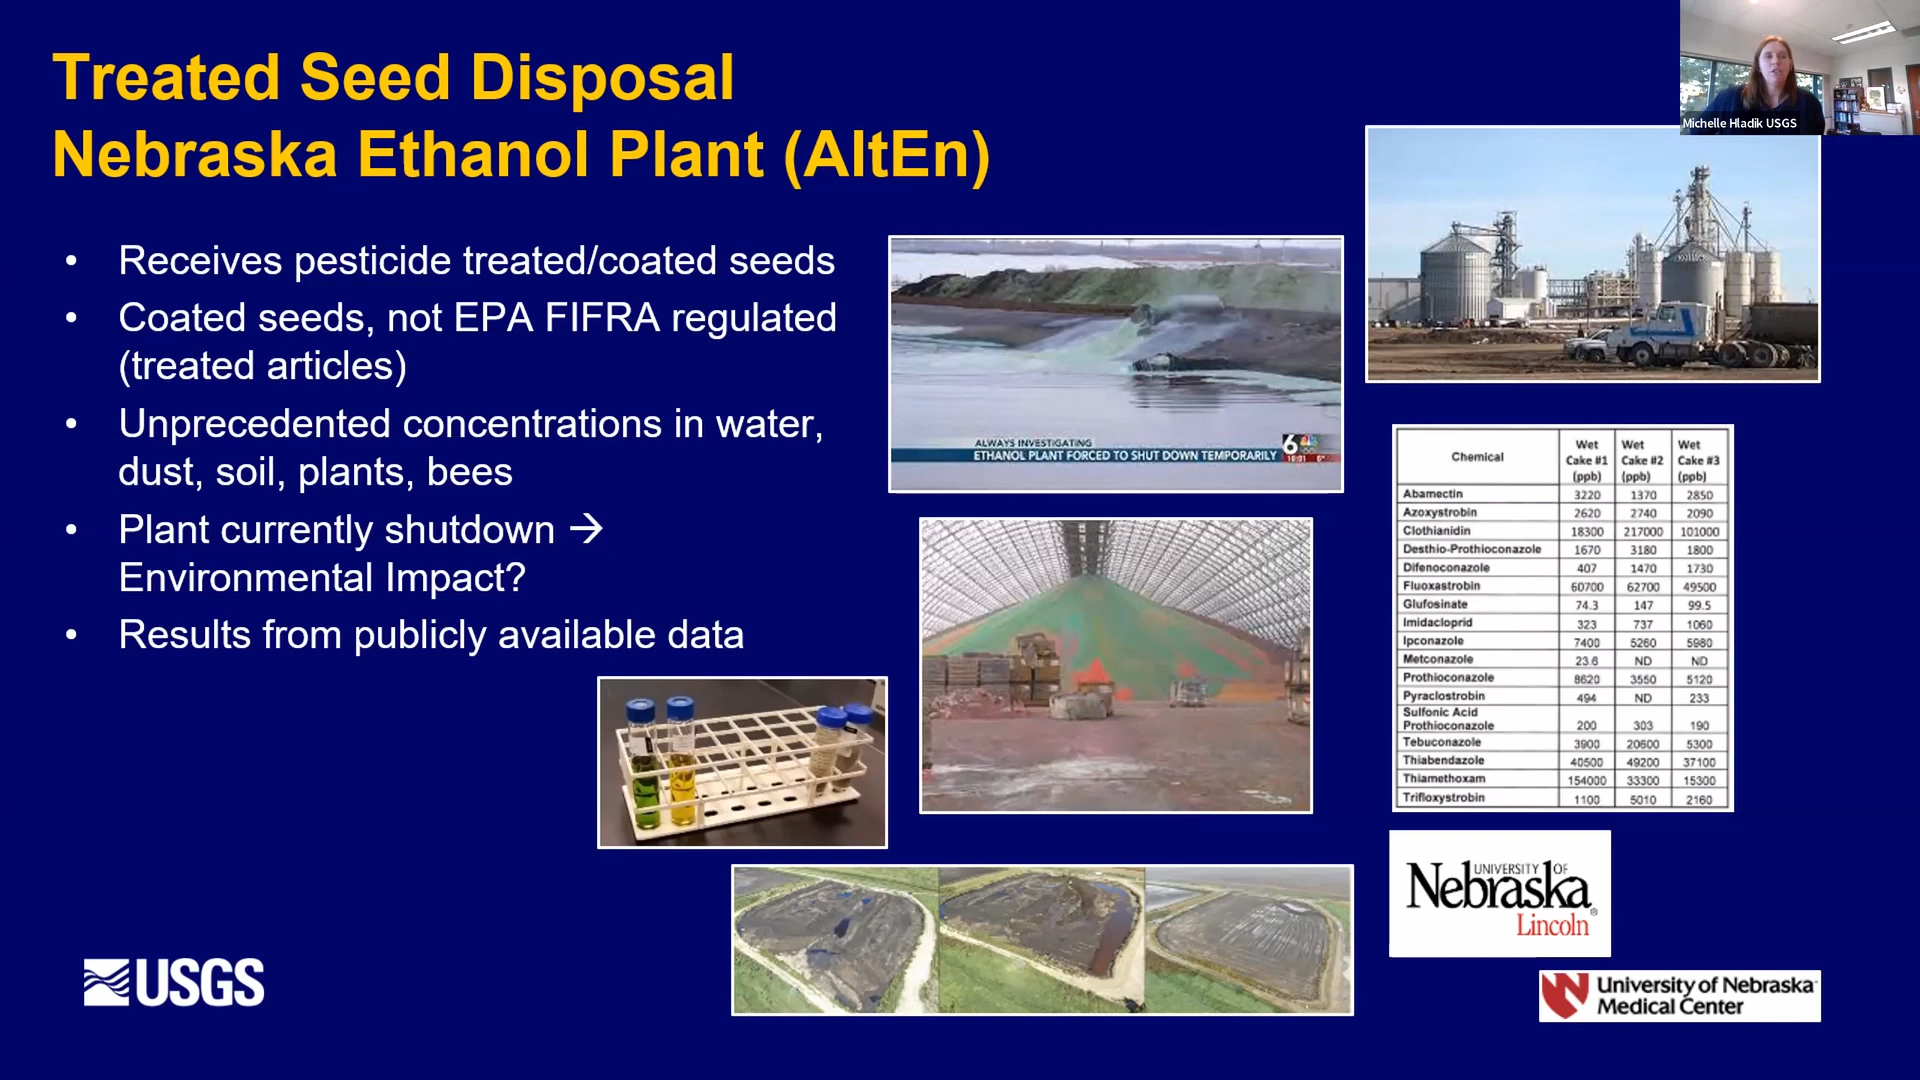 Treated Seed Disposal
Nebraska Ethanol Plant (AltEn)
Michelle Hladik USGS
• Receives pesticide treated/coated seeds
• Coated seeds, not EPA FIFRA regulated
(treated articles)
• Unprecedented concentrations in water,
dust, soil, plants, bees
• Plant currently shutdown →
Environmental Impact?
• Results from publicly available data
ALWAYS INVESTIGATING
ETHANOL PLANT FORCED TO SHUT DOWN TEMPORARILY
6
10:01
Chemical Wet Cake #1 (ppb) Wet Cake #2 (ppb) Wet Cake #3 (ppb)
Abamectin 3220 1370 2850
Azoxystrobin 2620 2740 2090
Clothianidin 18300 217000 101000
Desthio-Prothioconazole 1670 3180 1800
Difenoconazole 407 1470 1730
Fluoxastrobin 60700 62700 49500
Glufosinate 74.3 147 99.5
Imidacloprid 323 737 1060
Ipconazole 7400 5260 5980
Metconazole 23.6 ND ND
Prothioconazole 8620 3550 5120
Pyraclostrobin 494 ND 233
Sulfonic Acid
Prothioconazole 200 303 190
Tebuconazole 3900 20600 5300
Thiabendazole 40500 49200 37100
Thiamethoxam 154000 33300 15300
Trifloxystrobin 1100 5010 2160
UNIVERSITY OF
Nebraska
Lincoln
USGS
N
University of Nebraska
Medical Center